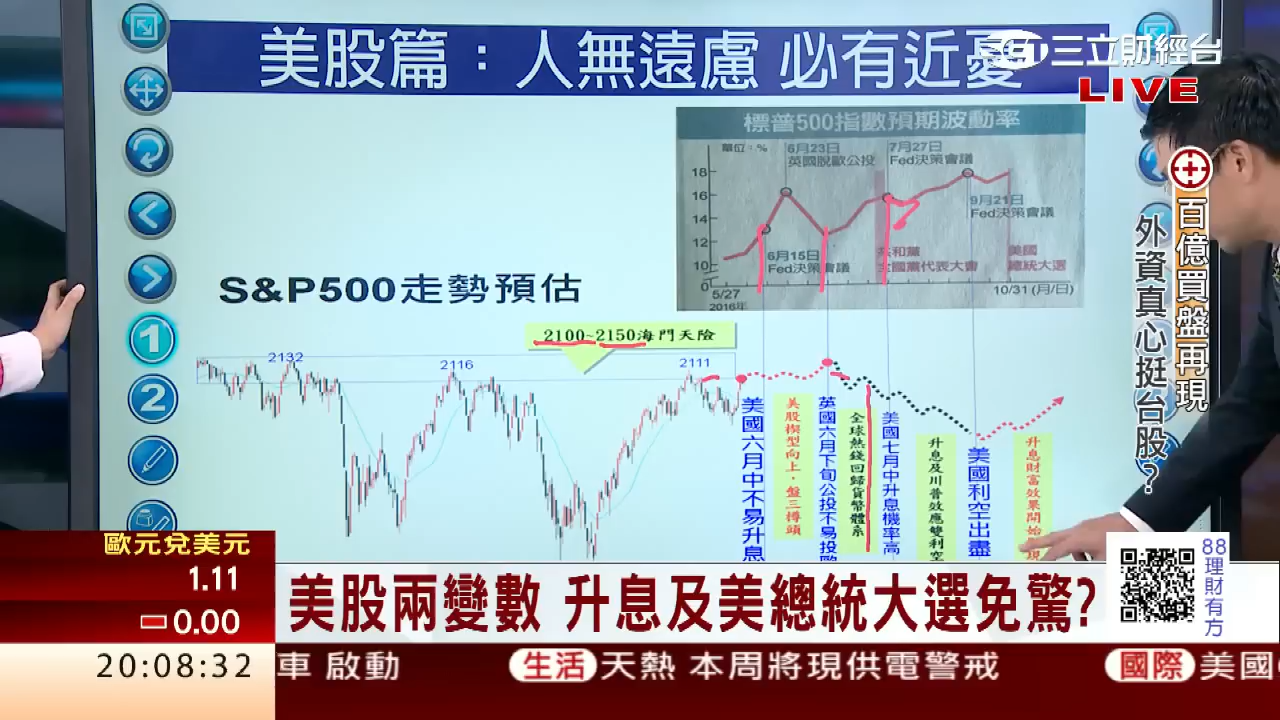 美股篇：人無遠慮 必有近憂
三立財經台
LIVE
標普500指數預期波動率
單位：%
6月23日
英國脫歐公投
7月27日
Fed決策會議
18
16
14
12
10
0
9月21日
Fed決策會議
6月15日
Fed決策會議
共和黨
全國黨代表大會
美國
總統大選
5/27
2016年
10/31(月/日)
S&P500走勢預估
2100~2150海門天險
2132
2116
2111
美國六月中不易升息
美股楔型向上，盤三搏頭
英國六月下旬公投不易投歐
全球熱錢回歸貨幣體系
美國七月中升息機率高
升息及川普效應雙利空
美國利空出盡
升息財富效果開始
百億買盤再現
外資真心挺台股？
1
2
歐元兌美元
1.11
0.00
20:08:32
美股兩變數 升息及美總統大選免驚?
88理財有方
車 啟動
生活 天熱 本周將現供電警戒
國際 美國